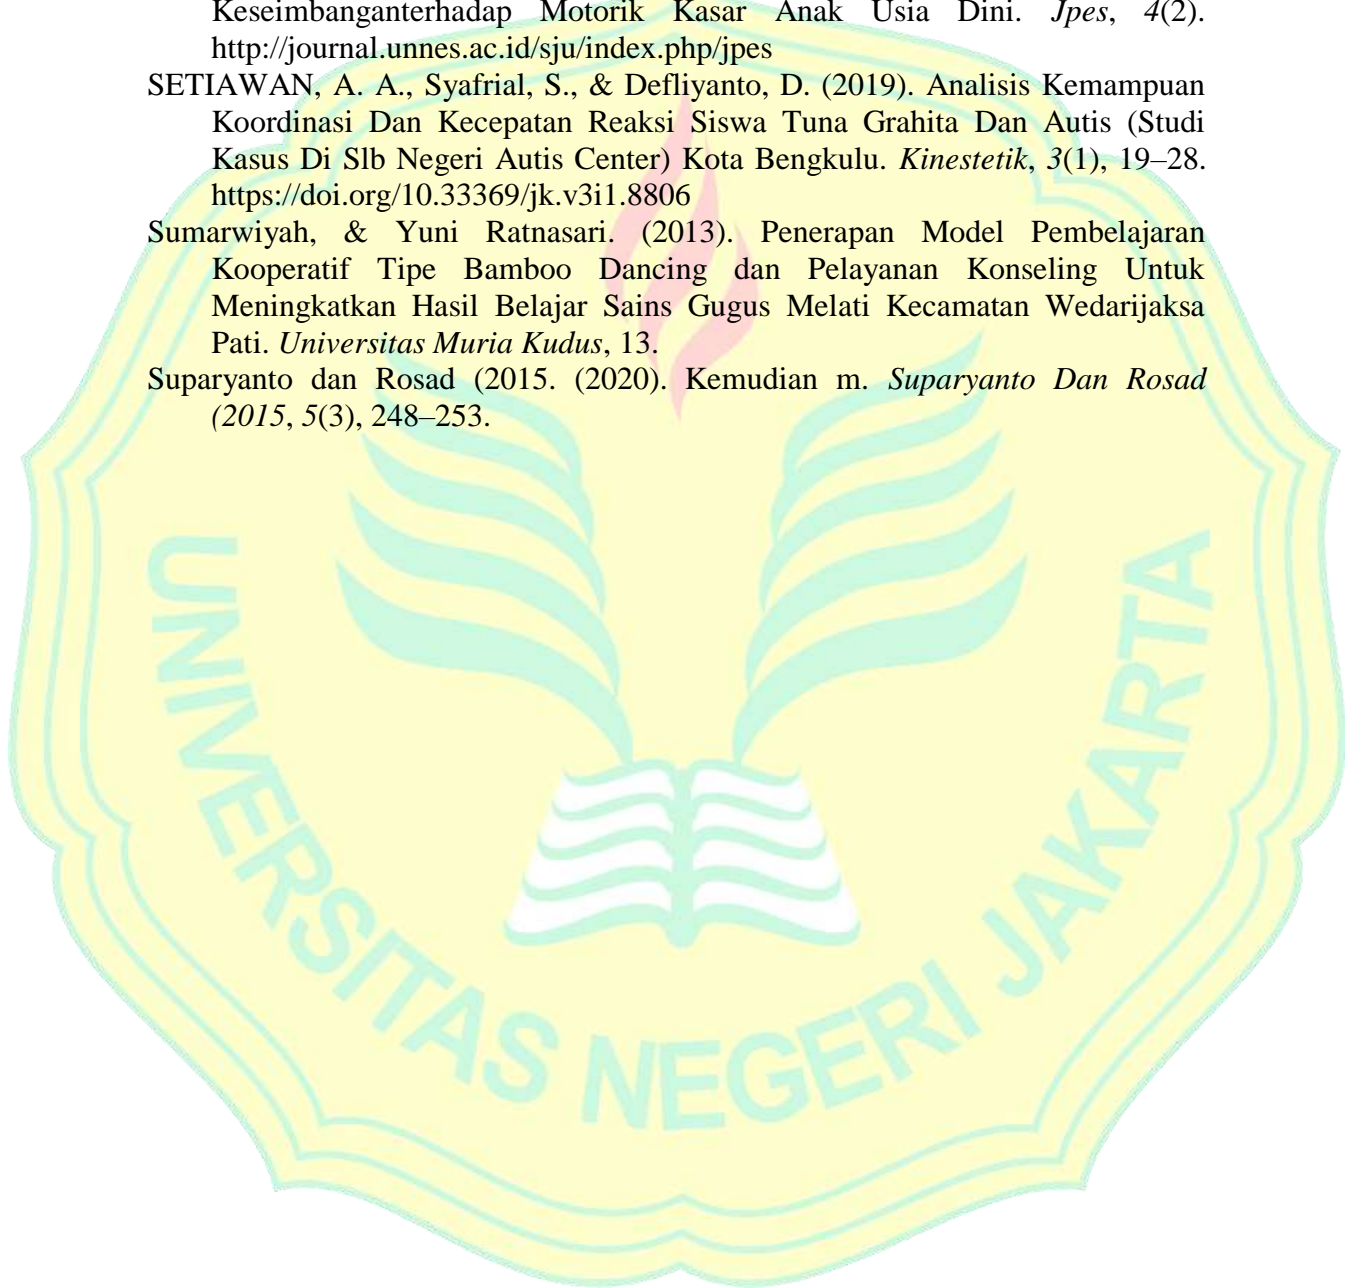 Keseimbanganterhadap Motorik Kasar Anak Usia Dini. Jpes, 4(2).
http://journal.unnes.ac.id/sju/index.php/jpes
SETIAWAN, A. A., Syafrial, S., & Defliyanto, D. (2019). Analisis Kemampuan
Koordinasi Dan Kecepatan Reaksi Siswa Tuna Grahita Dan Autis (Studi
Kasus Di Slb Negeri Autis Center) Kota Bengkulu. Kinestetik, 3(1), 19–28.
https://doi.org/10.33369/jk.v3i1.8806
Sumarwiyah, & Yuni Ratnasari. (2013). Penerapan Model Pembelajaran
Kooperatif Tipe Bamboo Dancing dan Pelayanan Konseling Untuk
Meningkatkan Hasil Belajar Sains Gugus Melati Kecamatan Wedarijaksa
Pati. Universitas Muria Kudus, 13.
Suparyanto dan Rosad (2015. (2020). Kemudian m. Suparyanto Dan Rosad
(2015, 5(3), 248–253.
UNIVERSITAS NEGERI JAKARTA